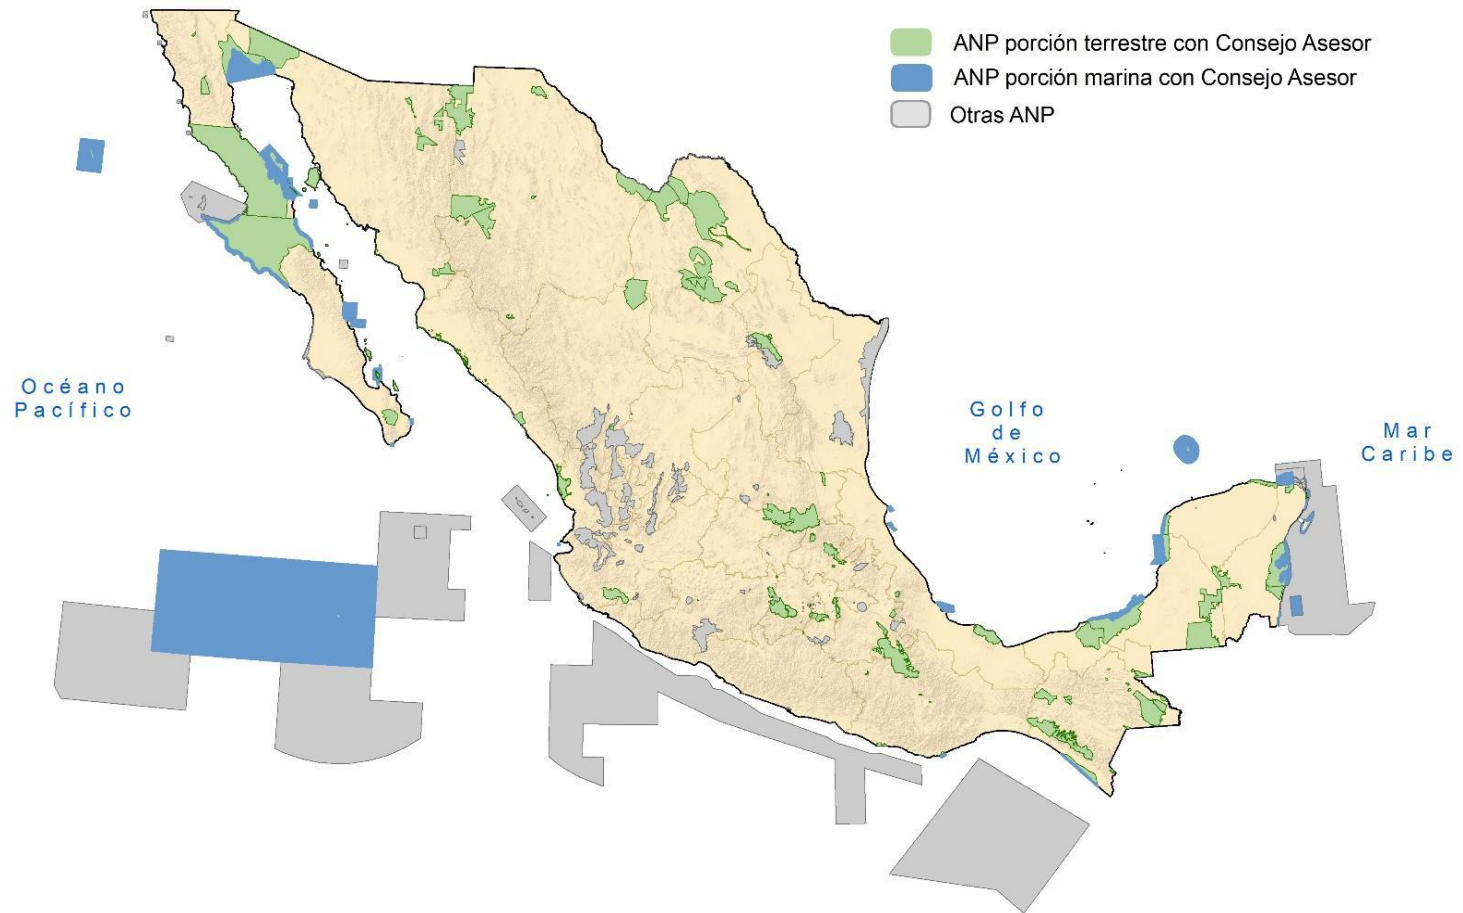 ANP porción terrestre con Consejo Asesor
ANP porción marina con Consejo Asesor
Otras ANP
Océano
Pacífico
Golfo
de
México
Mar
Caribe